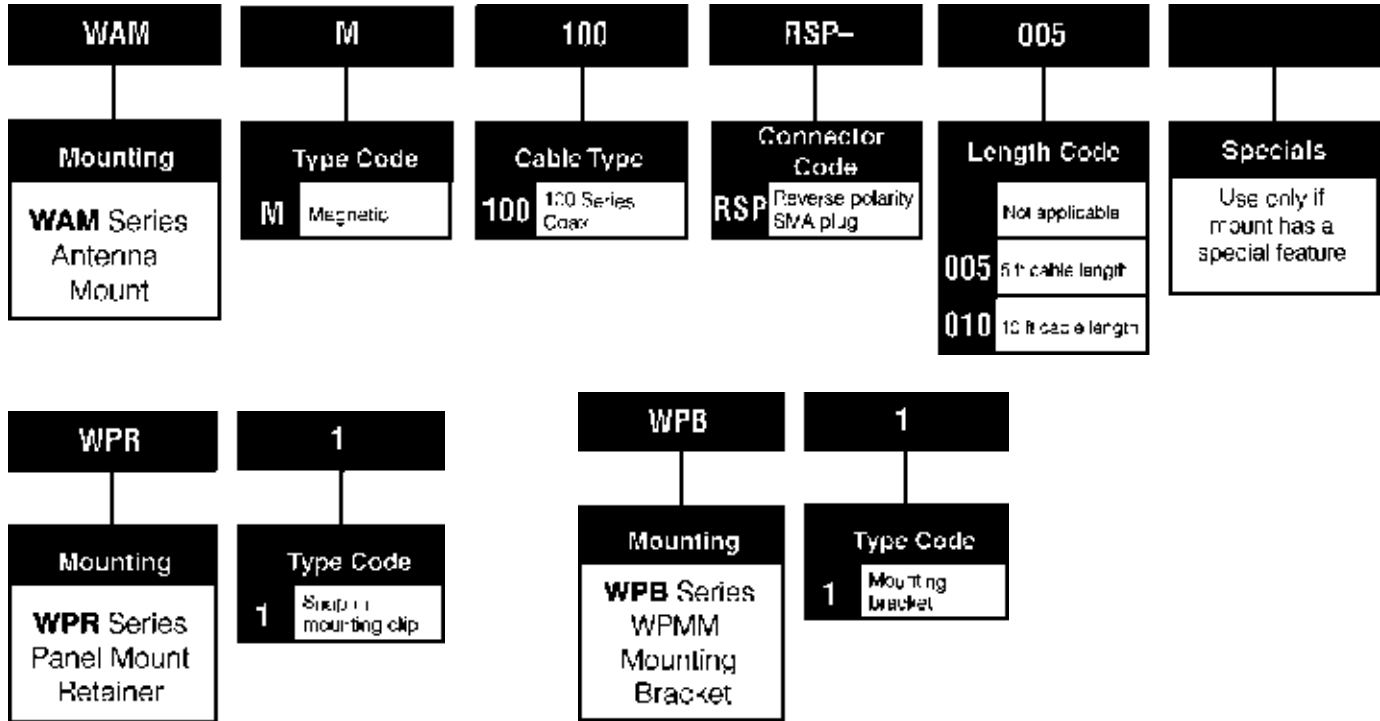 WAM M 100 RSP– 005
Mounting
WAM Series
Antenna
Mount
Type Code
M Magnetic
Cable Type
100 100 Series
Coax
Connector
Code
RSP Reverse polarity
SMA plug
Length Code
Not applicable
005 5 ft cable length
010 10 ft cable length
Specials
Use only if
mount has a
special feature
WPR 1
Mounting
WPR Series
Panel Mount
Retainer
Type Code
1 Snap in
mounting clip
WPB 1
Mounting
WPB Series
WPMM
Mounting
Bracket
Type Code
1 Mounting
bracket